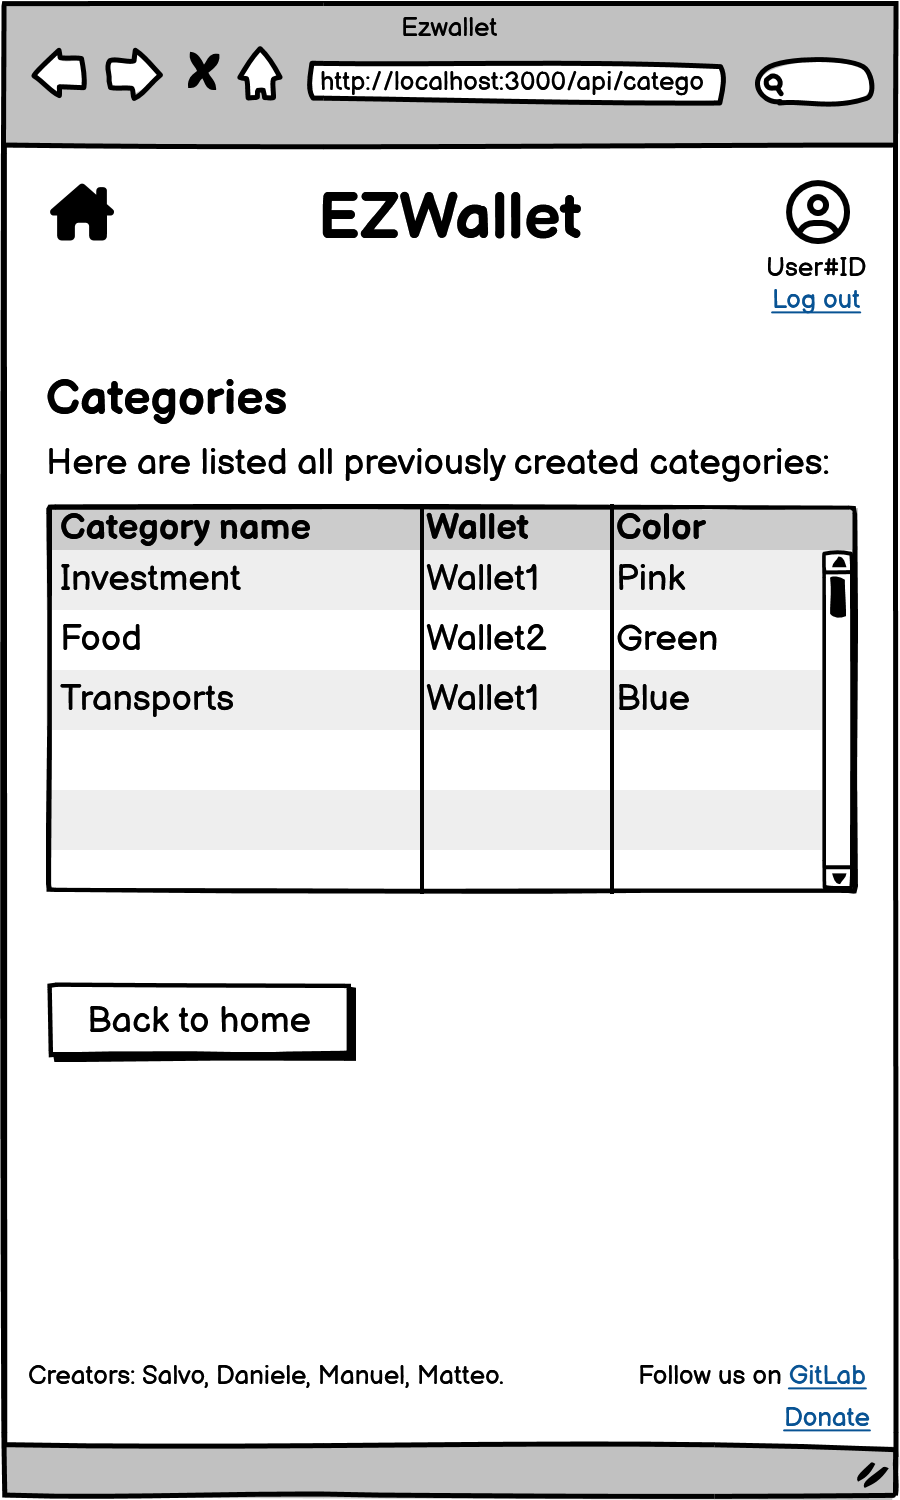 Ezwallet
http://localhost:3000/api/catego
EZWallet
User#ID
Log out
Categories
Here are listed all previously created categories:
Category name Wallet Color
Investment Wallet1 Pink
Food Wallet2 Green
Transports Wallet1 Blue
Back to home
Creators: Salvo, Daniele, Manuel, Matteo. Follow us on GitLab
Donate